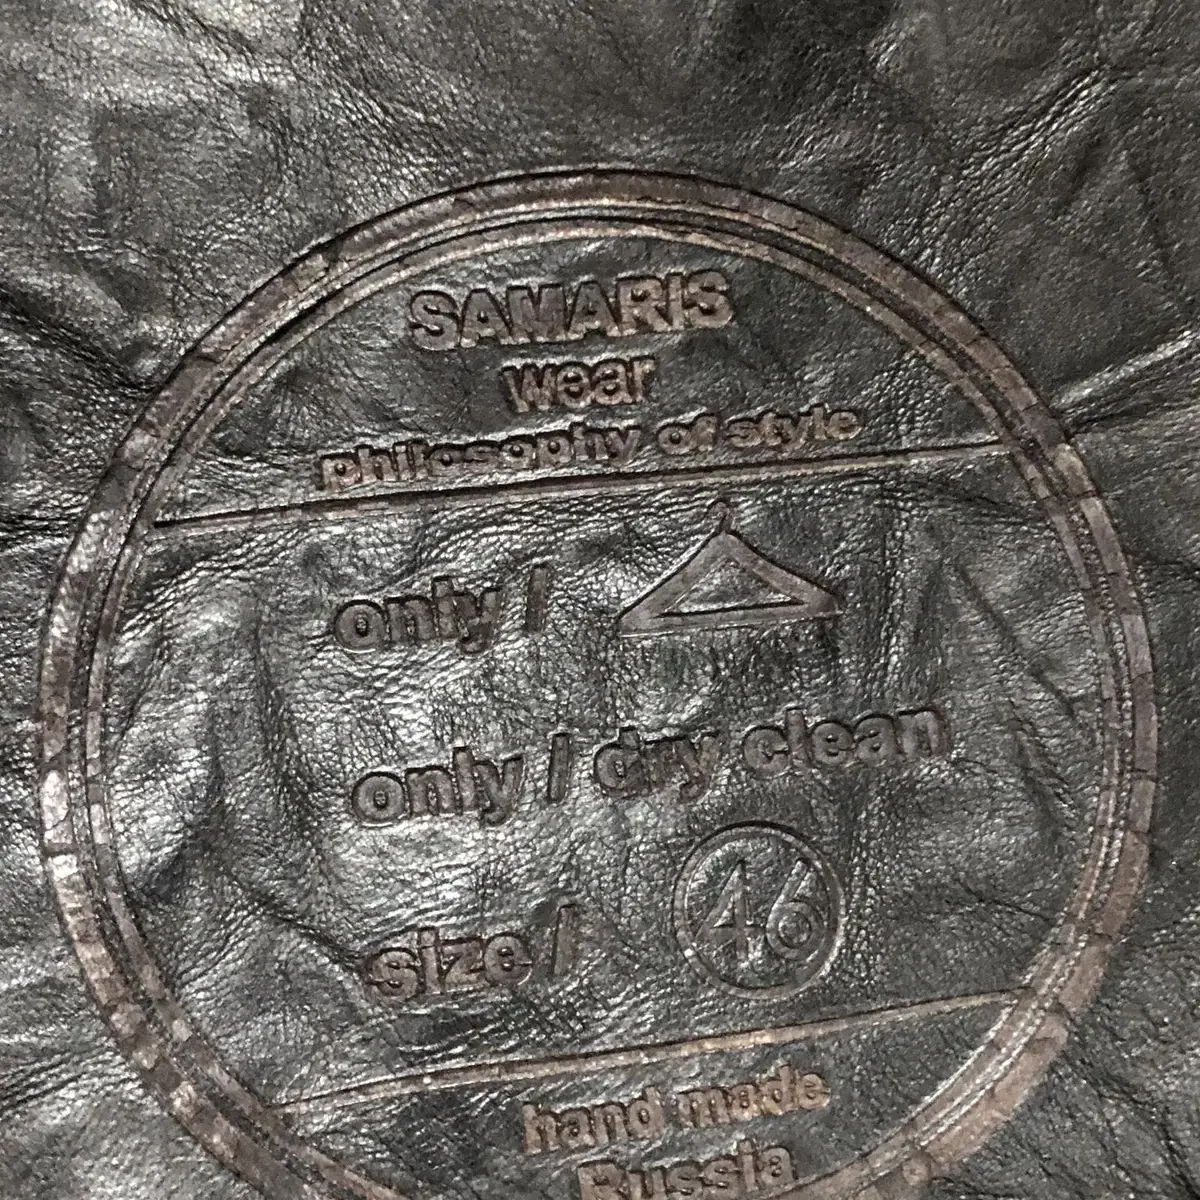 SAMARIS
wear
philosophy of style
only /
only / dry clean
size / 46
hand made
Russia